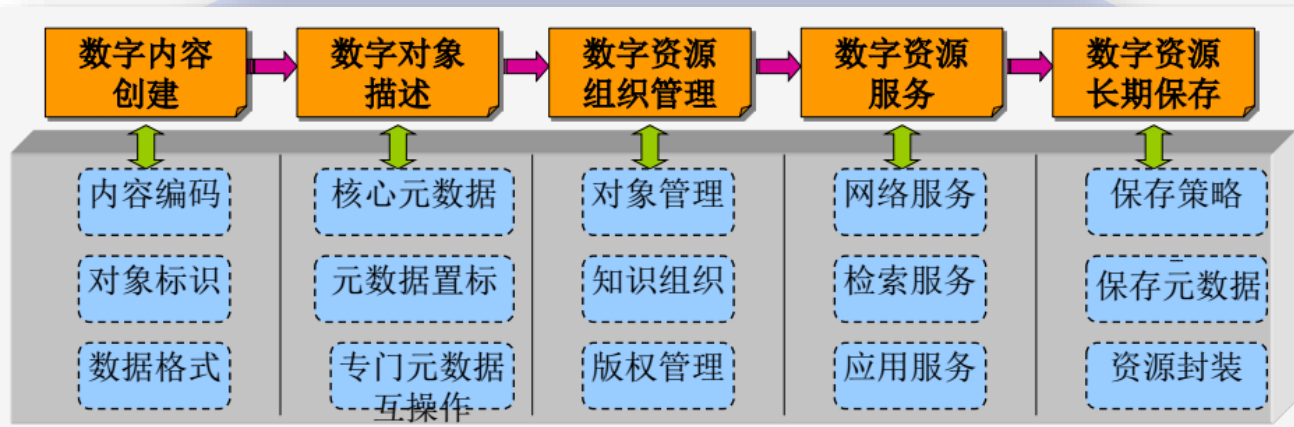 数字内容
创建
数字对象
描述
数字资源
组织管理
数字资源
服务
数字资源
长期保存
内容编码
对象标识
数据格式
核心元数据
元数据置标
专门元数据
互操作
对象管理
知识组织
版权管理
网络服务
检索服务
应用服务
保存策略
保存元数据
资源封装